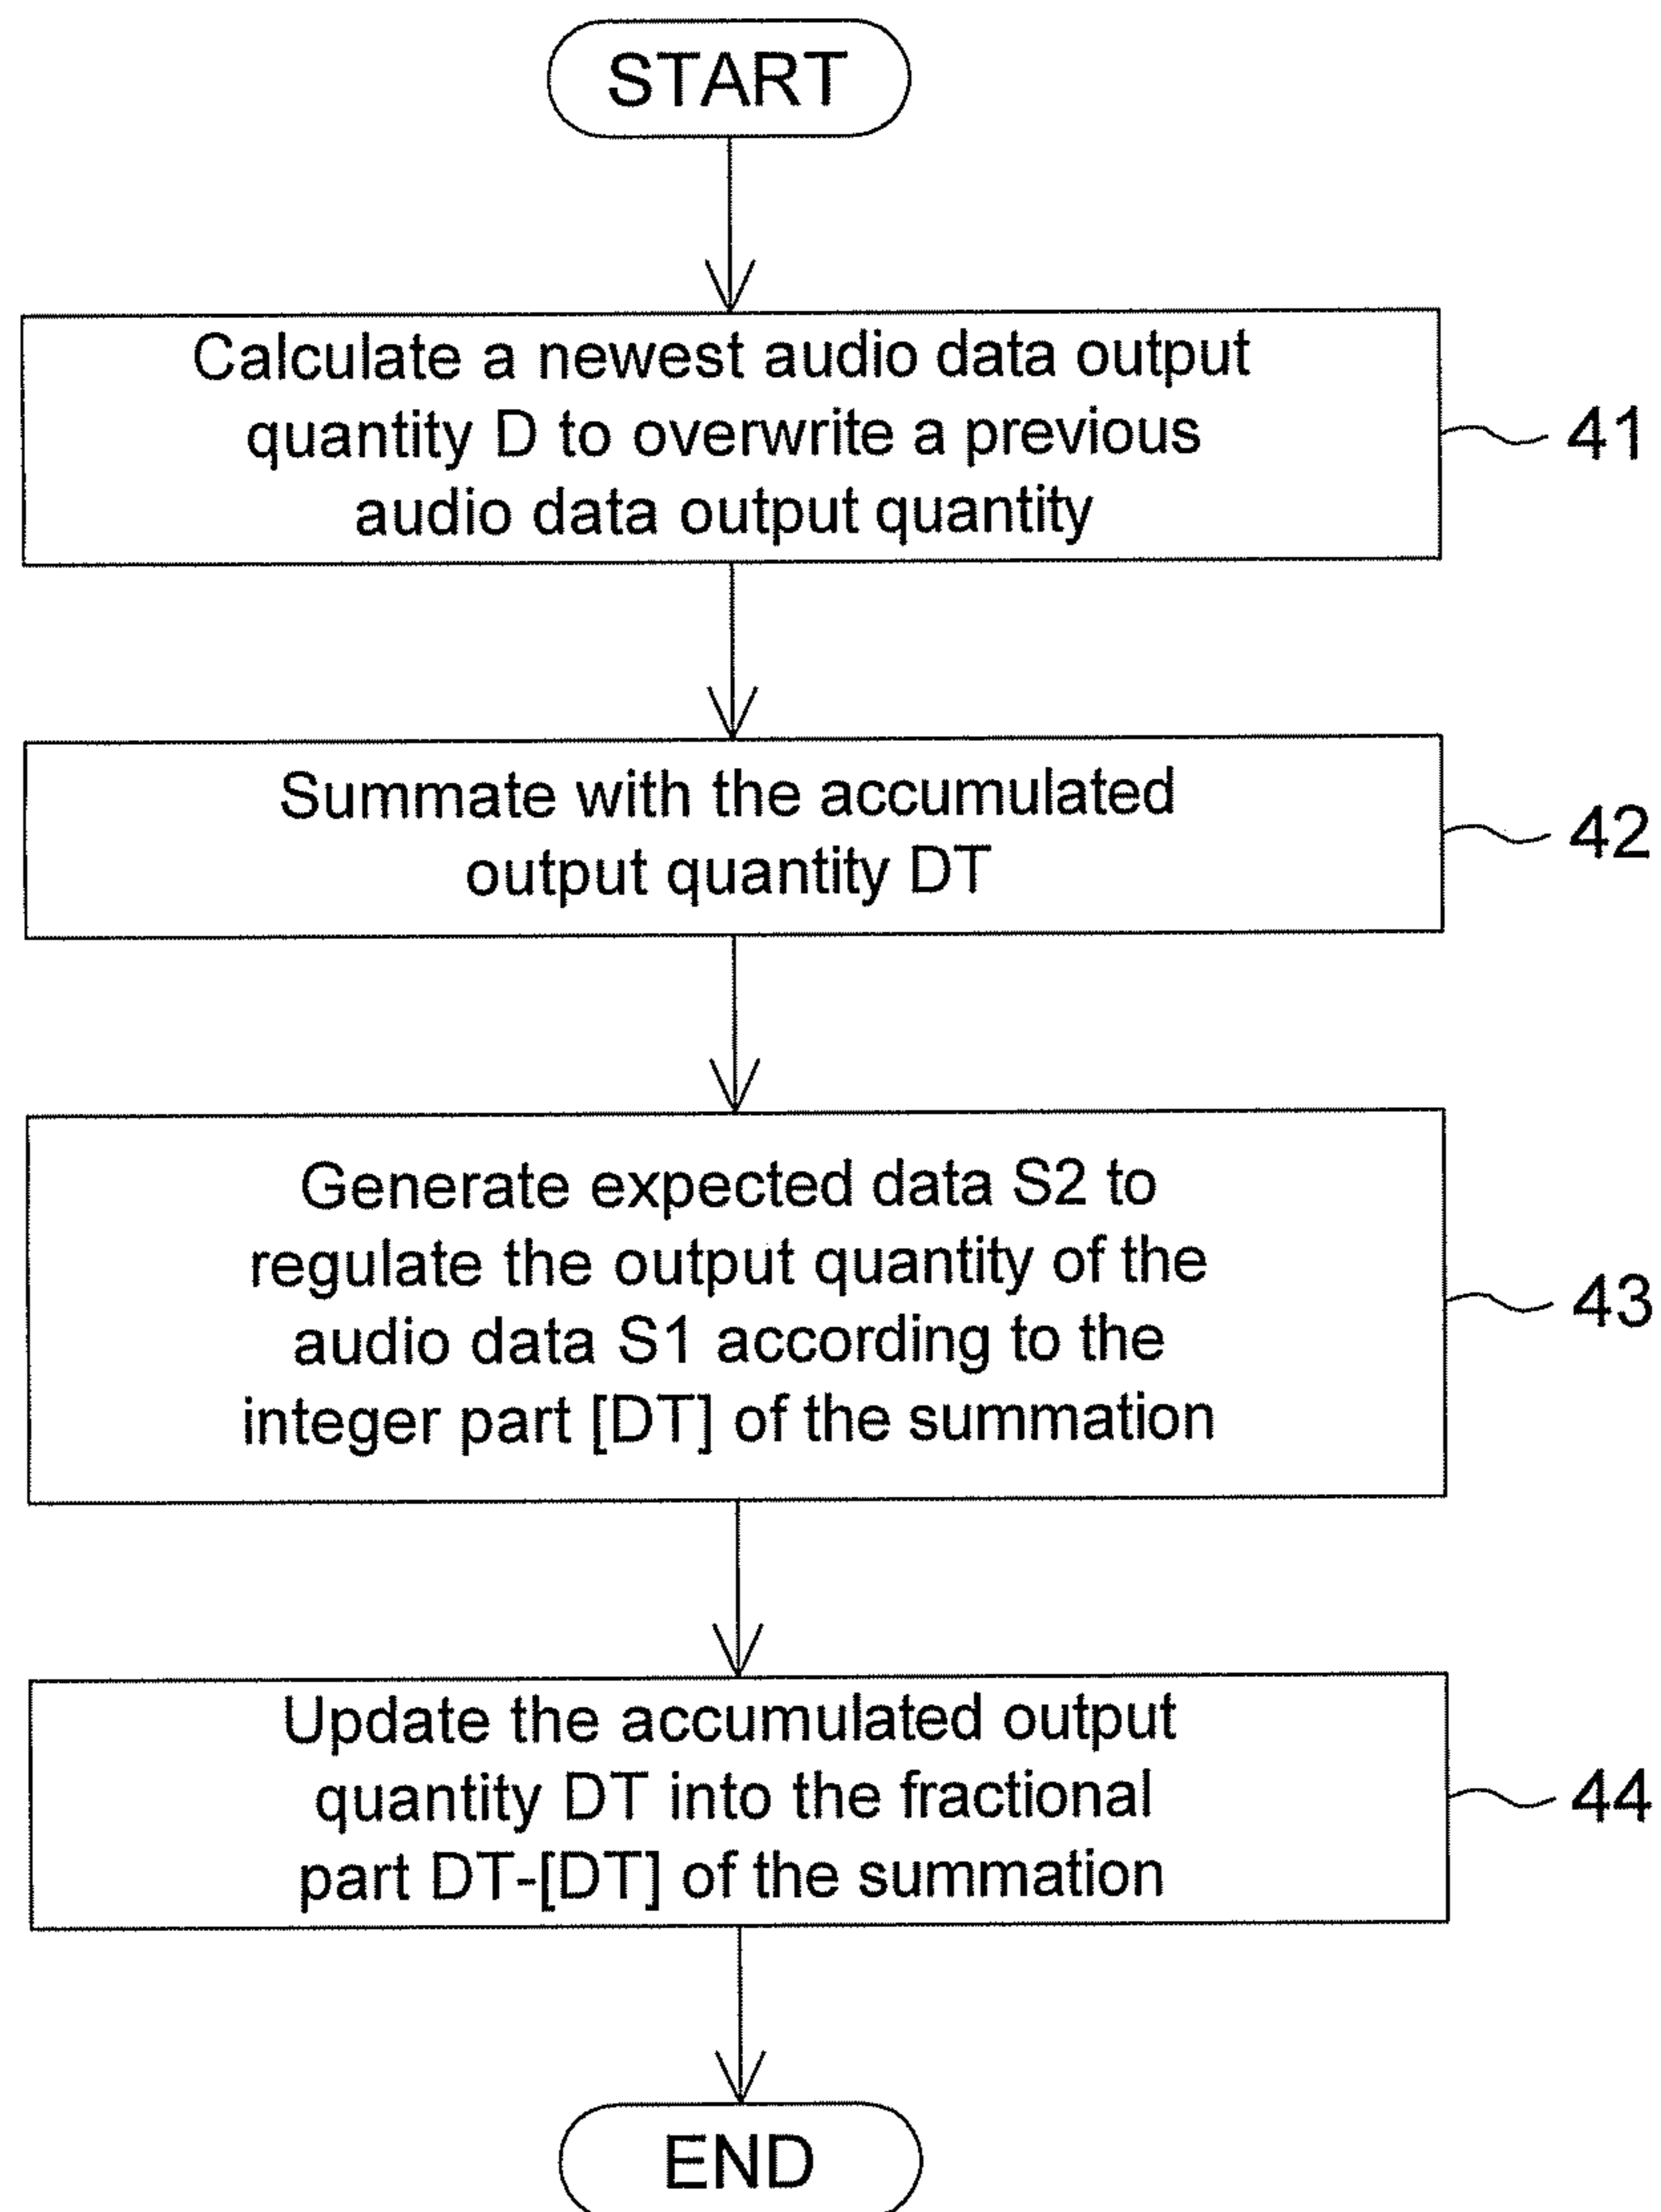 START
Calculate a newest audio data output
quantity D to overwrite a previous
audio data output quantity
41
Summate with the accumulated
output quantity DT
42
Generate expected data S2 to
regulate the output quantity of the
audio data S1 according to the
integer part [DT] of the summation
43
Update the accumulated output
quantity DT into the fractional
part DT-[DT] of the summation
44
END